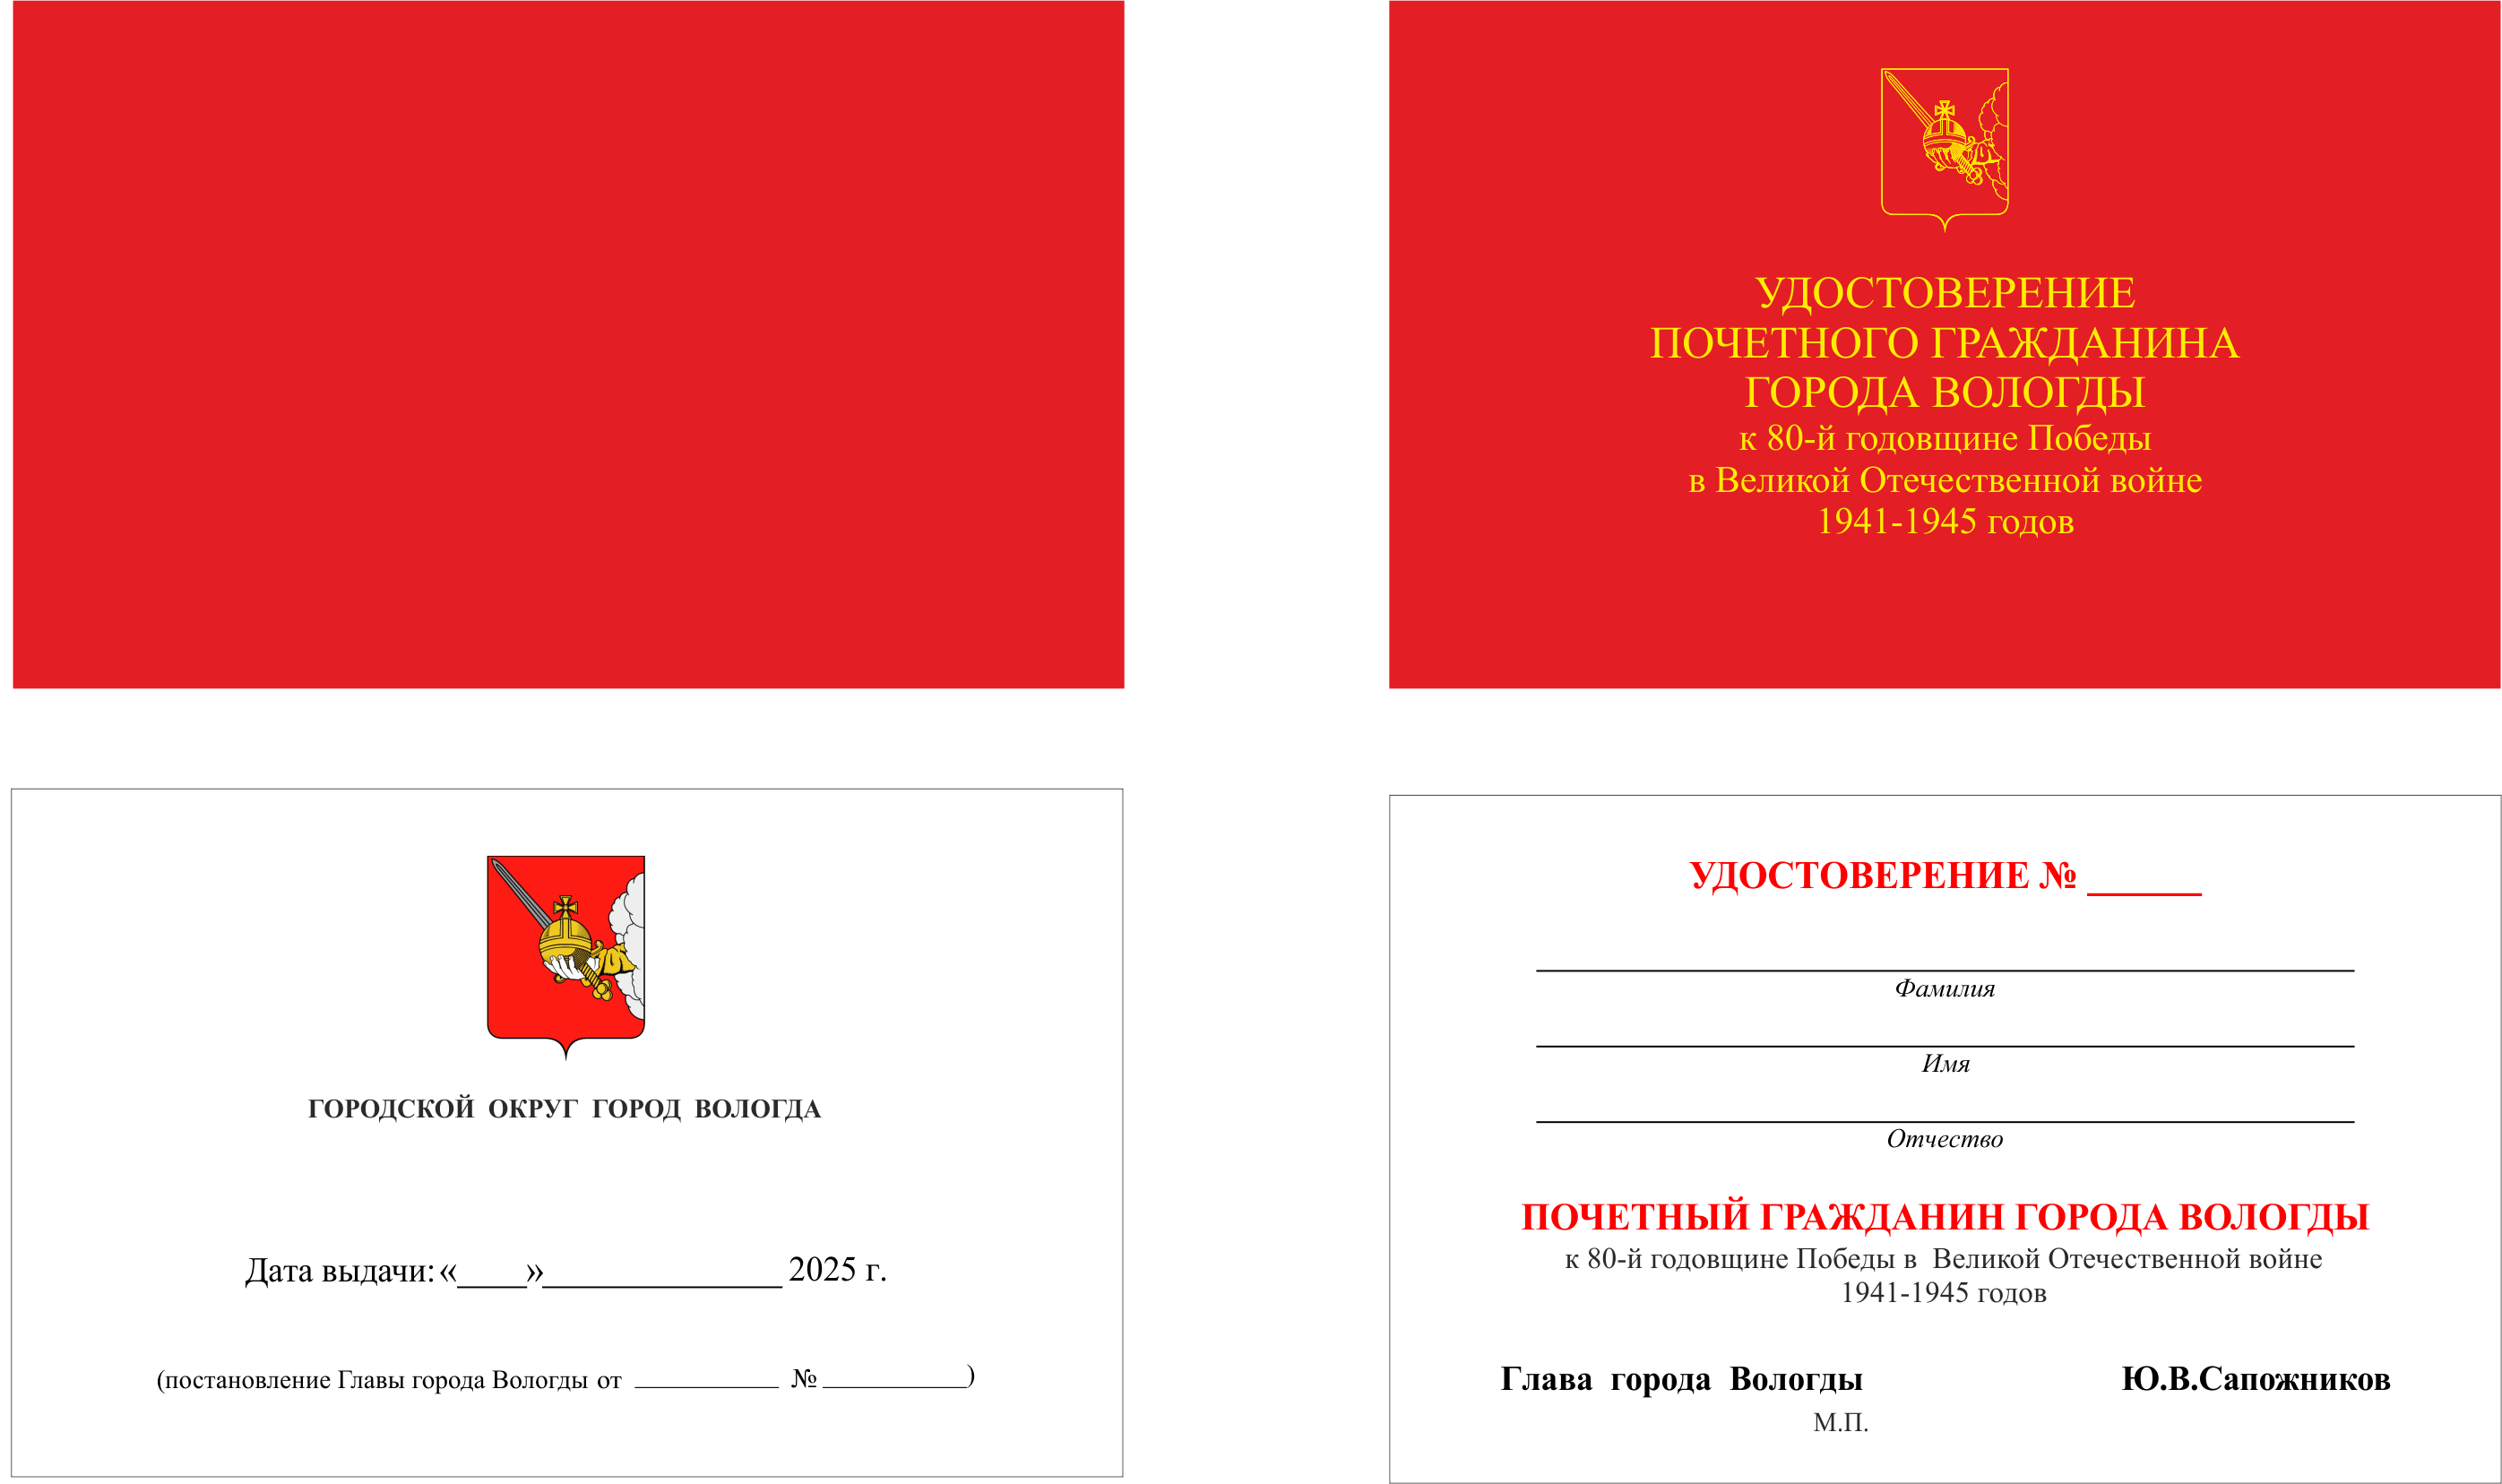 УДОСТОВЕРЕНИЕ
ПОЧЕТНОГО ГРАЖДАНИНА
ГОРОДА ВОЛОГДЫ
к 80-й годовщине Победы
в Великой Отечественной войне
1941-1945 годов
ГОРОДСКОЙ ОКРУГ ГОРОД ВОЛОГДА
Дата выдачи: «____»______________ 2025 г.
(постановление Главы города Вологды от __________ № __________)
УДОСТОВЕРЕНИЕ № ______
Фамилия
Имя
Отчество
ПОЧЕТНЫЙ ГРАЖДАНИН ГОРОДА ВОЛОГДЫ
к 80-й годовщине Победы в Великой Отечественной войне
1941-1945 годов
Глава города Вологды Ю.В.Сапожников
М.П.